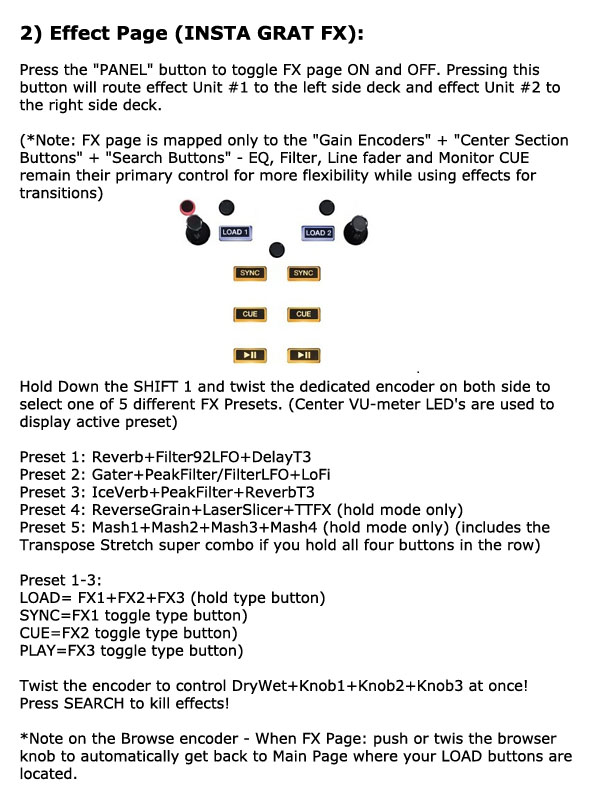 2) Effect Page (INSTA GRAT FX):
Press the "PANEL" button to toggle FX page ON and OFF. Pressing this
button will route effect Unit #1 to the left side deck and effect Unit #2 to
the right side deck.
(*Note: FX page is mapped only to the "Gain Encoders" + "Center Section
Buttons" + "Search Buttons" - EQ, Filter, Line fader and Monitor CUE
remain their primary control for more flexibility while using effects for
transitions)
LOAD 1 LOAD 2
SYNC SYNC
CUE CUE
Hold Down the SHIFT 1 and twist the dedicated encoder on both side to
select one of 5 different FX Presets. (Center VU-meter LED's are used to
display active preset)
Preset 1: Reverb+Filter92LFO+DelayT3
Preset 2: Gater+PeakFilter/FilterLFO+LoFi
Preset 3: IceVerb+PeakFilter+ReverbT3
Preset 4: ReverseGrain+LaserSlicer+TTFX (hold mode only)
Preset 5: Mash1+Mash2+Mash3+Mash4 (hold mode only) (includes the
Transpose Stretch super combo if you hold all four buttons in the row)
Preset 1-3:
LOAD= FX1+FX2+FX3 (hold type button)
SYNC=FX1 toggle type button)
CUE=FX2 toggle type button)
PLAY=FX3 toggle type button)
Twist the encoder to control DryWet+Knob1+Knob2+Knob3 at once!
Press SEARCH to kill effects!
*Note on the Browse encoder - When FX Page: push or twis the browser
knob to automatically get back to Main Page where your LOAD buttons are
located.